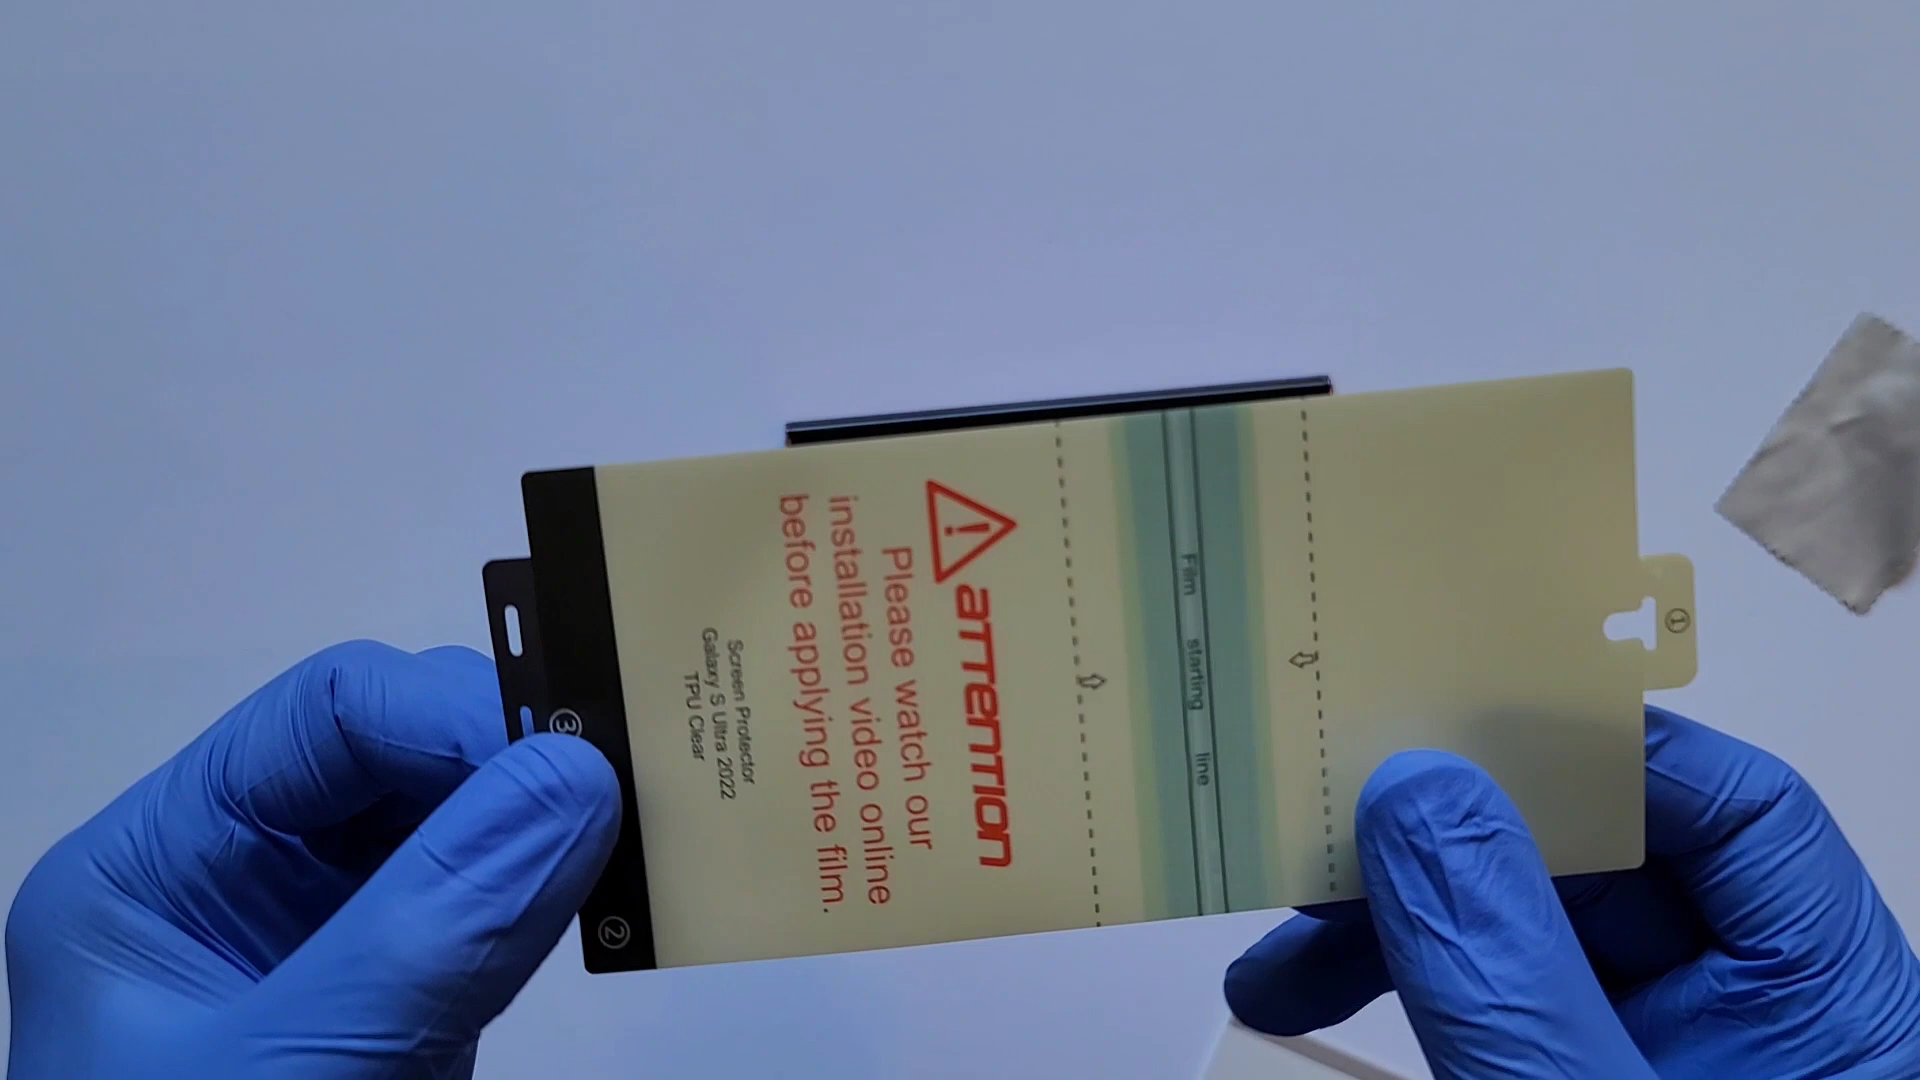 ①
Film starting line
aTTenTIOn
Please watch our
installation video online
before applying the film.
Screen Protector
Galaxy S Ultra 2022
TPU Clear
③
②